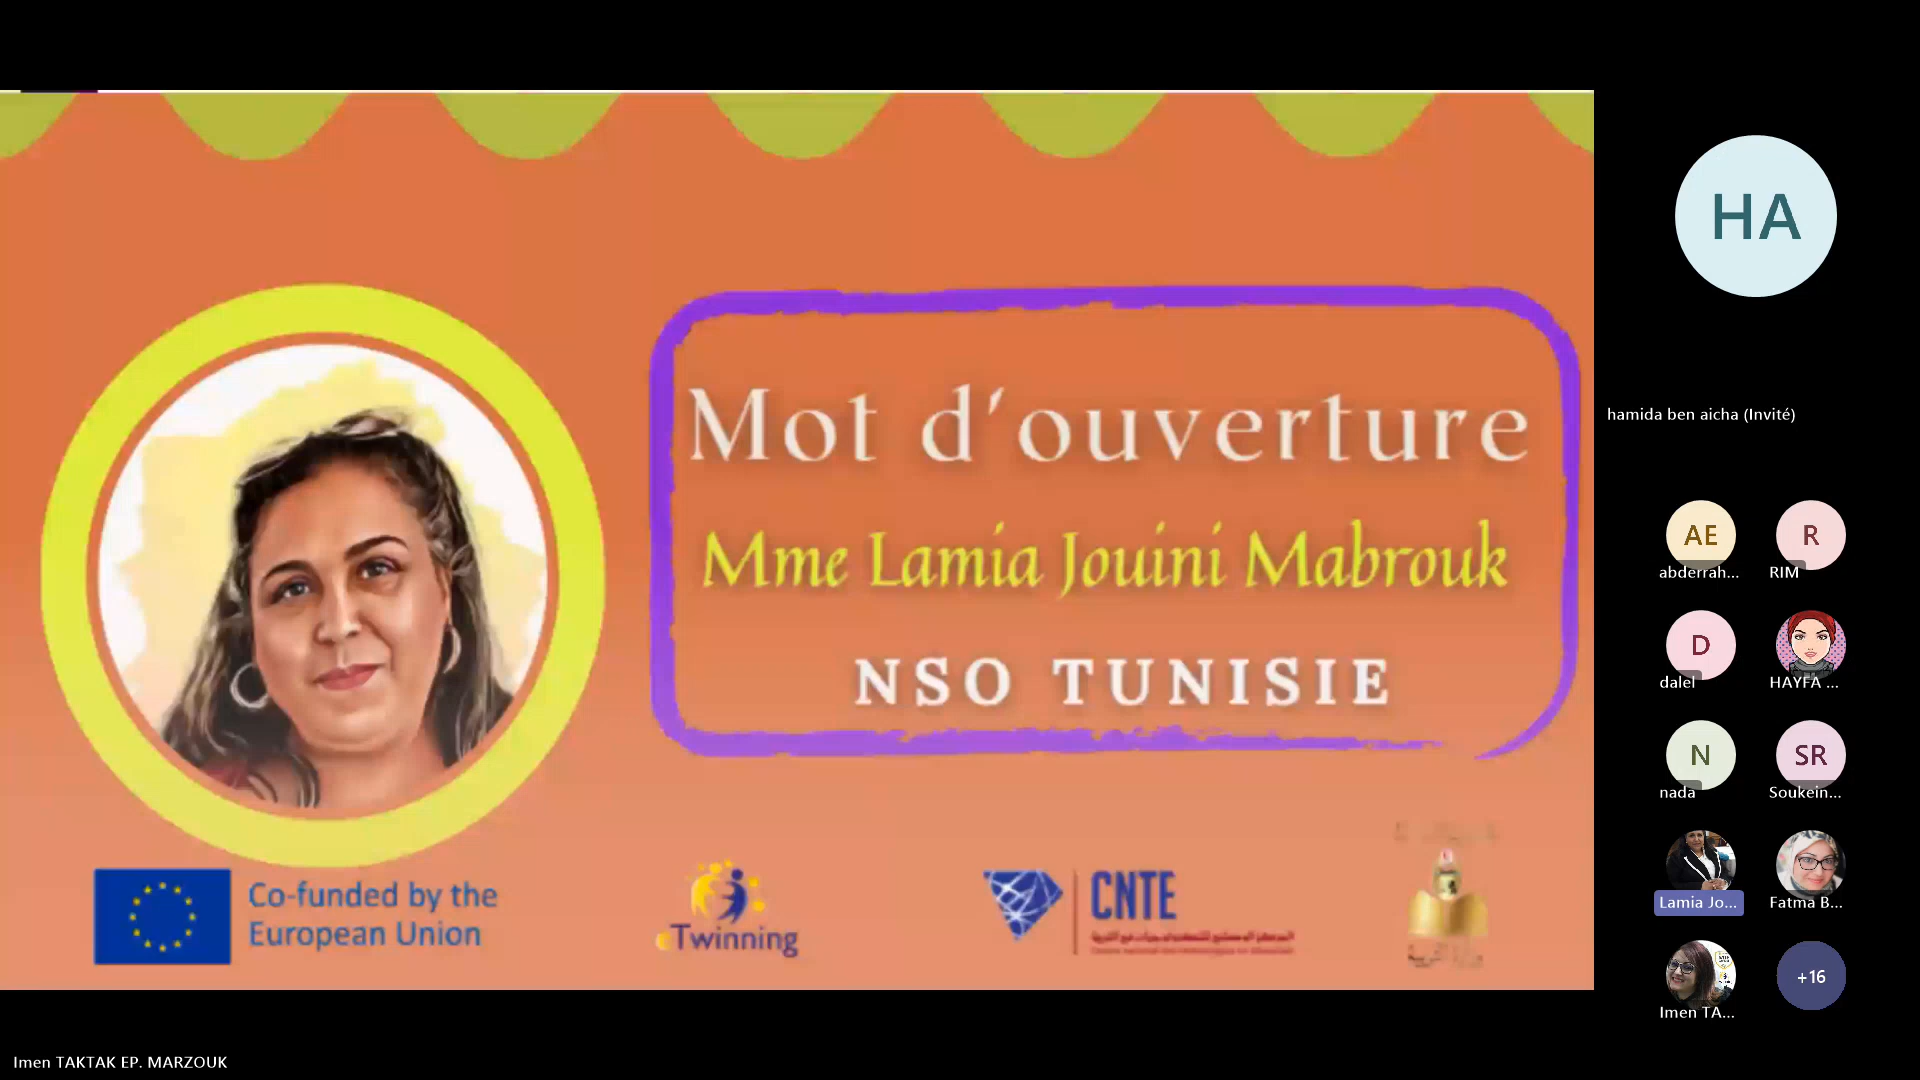 Mot d'ouverture
Mme Lamia Jouini Mabrouk
NSO TUNISIE
Co-funded by the
European Union
eTwinning
CNTE
وزارة التربية
HA
hamida ben aicha (Invité)
AE
abderrah...
R
RIM
D
dalel
HAYFA ...
N
nada
SR
Soukein...
Lamia Jo...
Fatma B...
Imen TA...
+16
Imen TAKTAK EP. MARZOUK